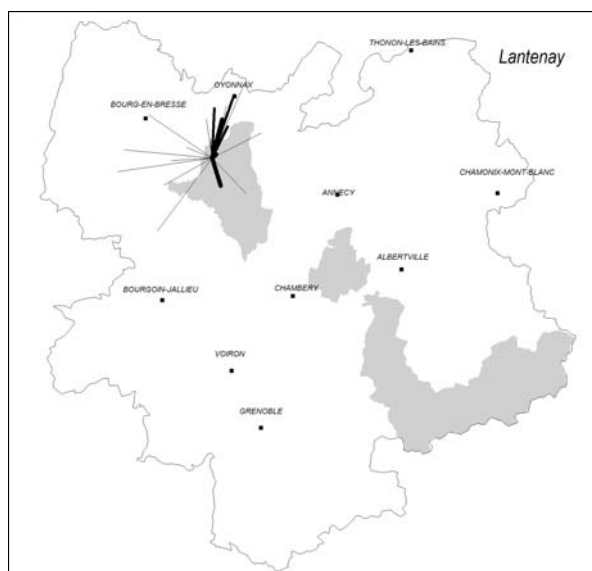 THONON-LES-BAINS
Lantenay
OYONNAX
BOURG-EN-BRESSE
CHAMONIX-MONT-BLANC
ANNECY
ALBERTVILLE
CHAMBERY
BOURGOIN-JALLIEU
VOIRON
GRENOBLE